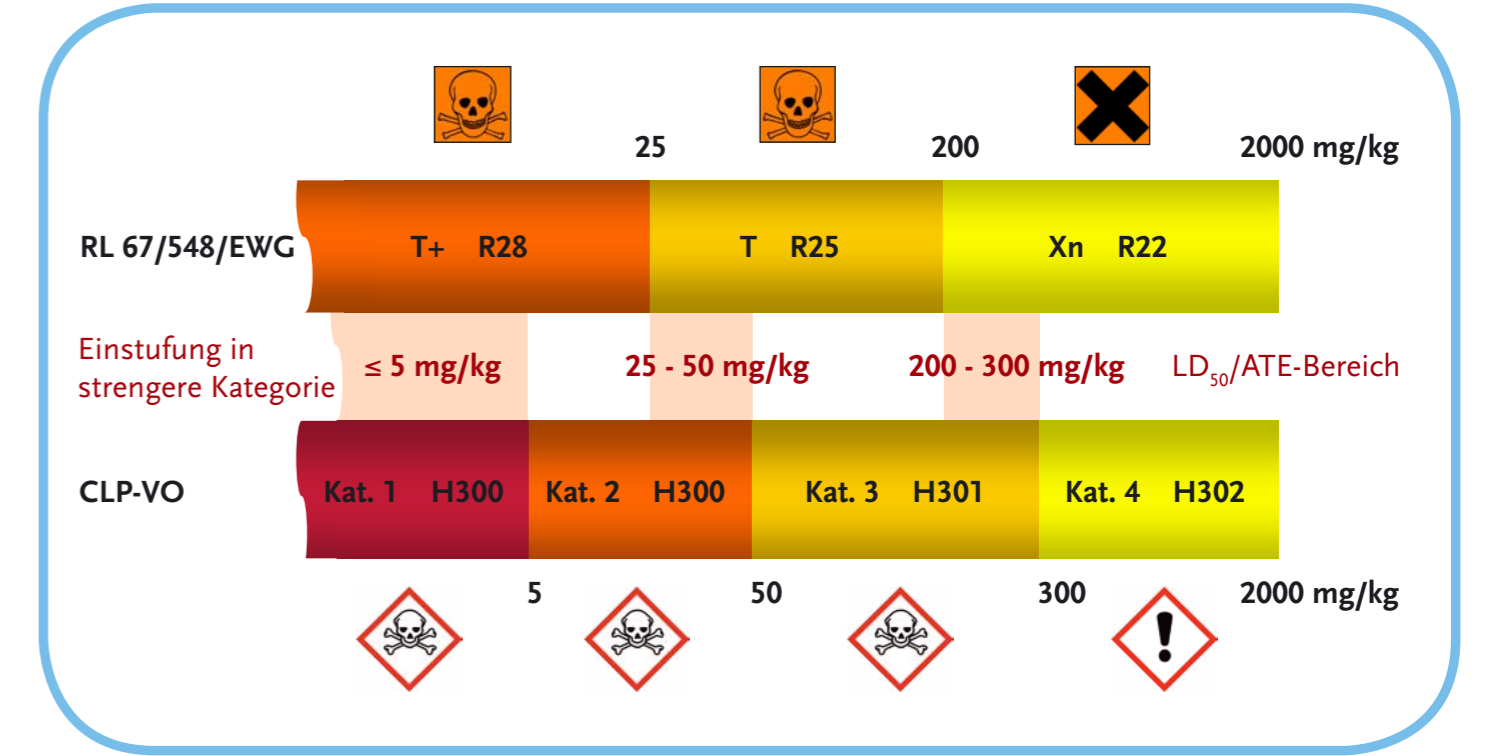 25 200 2000 mg/kg
RL 67/548/EWG T+ R28 T R25 Xn R22
Einstufung in
strengere Kategorie ≤ 5 mg/kg 25 - 50 mg/kg 200 - 300 mg/kg LD50/ATE-Bereich
CLP-VO Kat. 1 H300 Kat. 2 H300 Kat. 3 H301 Kat. 4 H302
5 50 300 2000 mg/kg